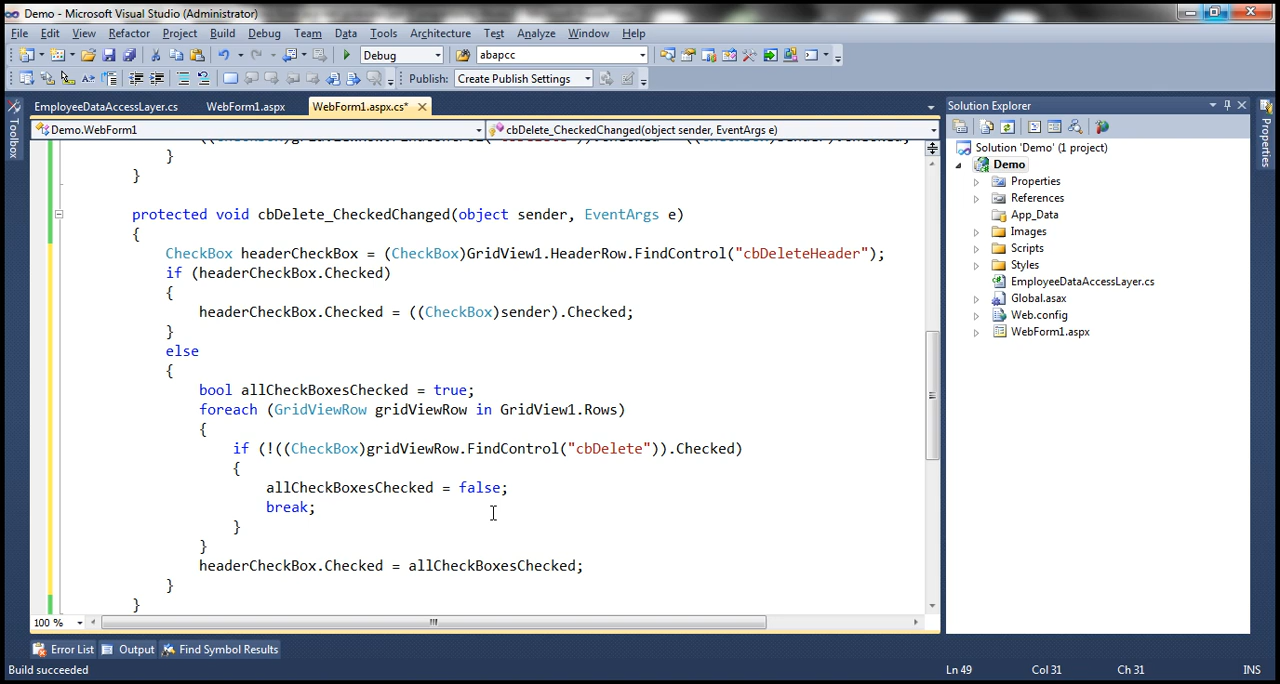 Demo - Microsoft Visual Studio (Administrator)
File Edit View Refactor Project Build Debug Team Data Tools Architecture Test Analyze Window Help
Debug abapcc
Publish: Create Publish Settings
EmployeeDataAccessLayer.cs WebForm1.aspx WebForm1.aspx.cs*
Demo.WebForm1 cbDelete_CheckedChanged(object sender, EventArgs e)
}
}
protected void cbDelete_CheckedChanged(object sender, EventArgs e)
{
CheckBox headerCheckBox = (CheckBox)GridView1.HeaderRow.FindControl("cbDeleteHeader");
if (headerCheckBox.Checked)
{
headerCheckBox.Checked = ((CheckBox)sender).Checked;
}
else
{
bool allCheckBoxesChecked = true;
foreach (GridViewRow gridViewRow in GridView1.Rows)
{
if (!((CheckBox)gridViewRow.FindControl("cbDelete")).Checked)
{
allCheckBoxesChecked = false;
break;
}
}
headerCheckBox.Checked = allCheckBoxesChecked;
}
}
100 %
Toolbox
Solution Explorer
Solution 'Demo' (1 project)
Demo
Properties
References
App_Data
Images
Scripts
Styles
EmployeeDataAccessLayer.cs
Global.asax
Web.config
WebForm1.aspx
Properties
Error List Output Find Symbol Results
Build succeeded Ln 49 Col 31 Ch 31 INS